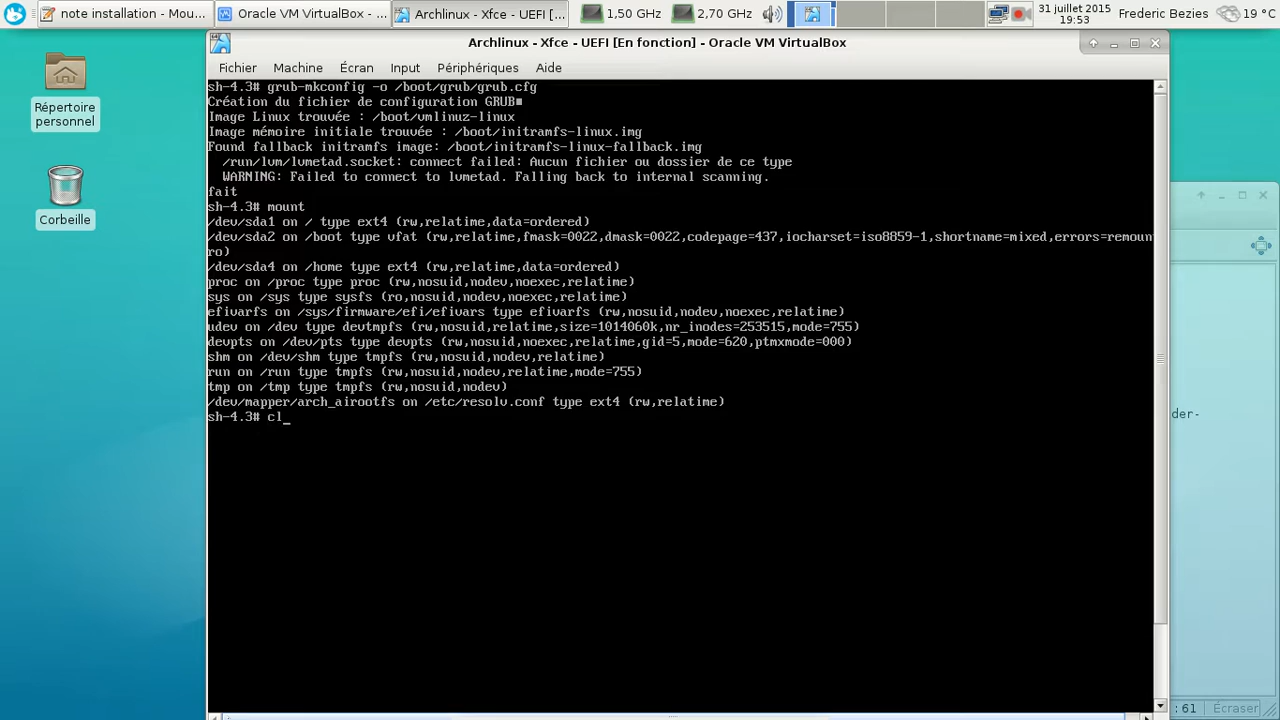 note installation - Mou...
Oracle VM VirtualBox - ...
Archlinux - Xfce - UEFI [...
1,50 GHz
2,70 GHz
31 juillet 2015
19:53
Frederic Bezies
19 °C
Archlinux - Xfce - UEFI [En fonction] - Oracle VM VirtualBox
Fichier Machine Écran Input Périphériques Aide
Répertoire
personnel
Corbeille
sh-4.3# grub-mkconfig -o /boot/grub/grub.cfg
Création du fichier de configuration GRUB■
Image Linux trouvée : /boot/vmlinuz-linux
Image mémoire initiale trouvée : /boot/initramfs-linux.img
Found fallback initramfs image: /boot/initramfs-linux-fallback.img
  /run/lvm/lvmetad.socket: connect failed: Aucun fichier ou dossier de ce type
  WARNING: Failed to connect to lvmetad. Falling back to internal scanning.
fait
sh-4.3# mount
/dev/sda1 on / type ext4 (rw,relatime,data=ordered)
/dev/sda2 on /boot type vfat (rw,relatime,fmask=0022,dmask=0022,codepage=437,iocharset=iso8859-1,shortname=mixed,errors=remount
ro)
/dev/sda4 on /home type ext4 (rw,relatime,data=ordered)
proc on /proc type proc (rw,nosuid,nodev,noexec,relatime)
sys on /sys type sysfs (ro,nosuid,nodev,noexec,relatime)
efivarfs on /sys/firmware/efi/efivars type efivarfs (rw,nosuid,nodev,noexec,relatime)
udev on /dev type devtmpfs (rw,nosuid,relatime,size=1014060k,nr_inodes=253515,mode=755)
devpts on /dev/pts type devpts (rw,nosuid,noexec,relatime,gid=5,mode=620,ptmxmode=000)
shm on /dev/shm type tmpfs (rw,nosuid,nodev,relatime)
run on /run type tmpfs (rw,nosuid,nodev,relatime,mode=755)
tmp on /tmp type tmpfs (rw,nosuid,nodev)
/dev/mapper/arch_airootfs on /etc/resolv.conf type ext4 (rw,relatime)
sh-4.3# cl_
der-
: 61 Écraser